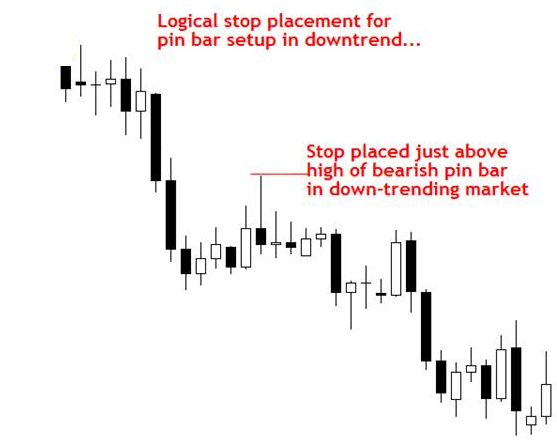 Logical stop placement for
pin bar setup in downtrend...
Stop placed just above
high of bearish pin bar
in down-trending market